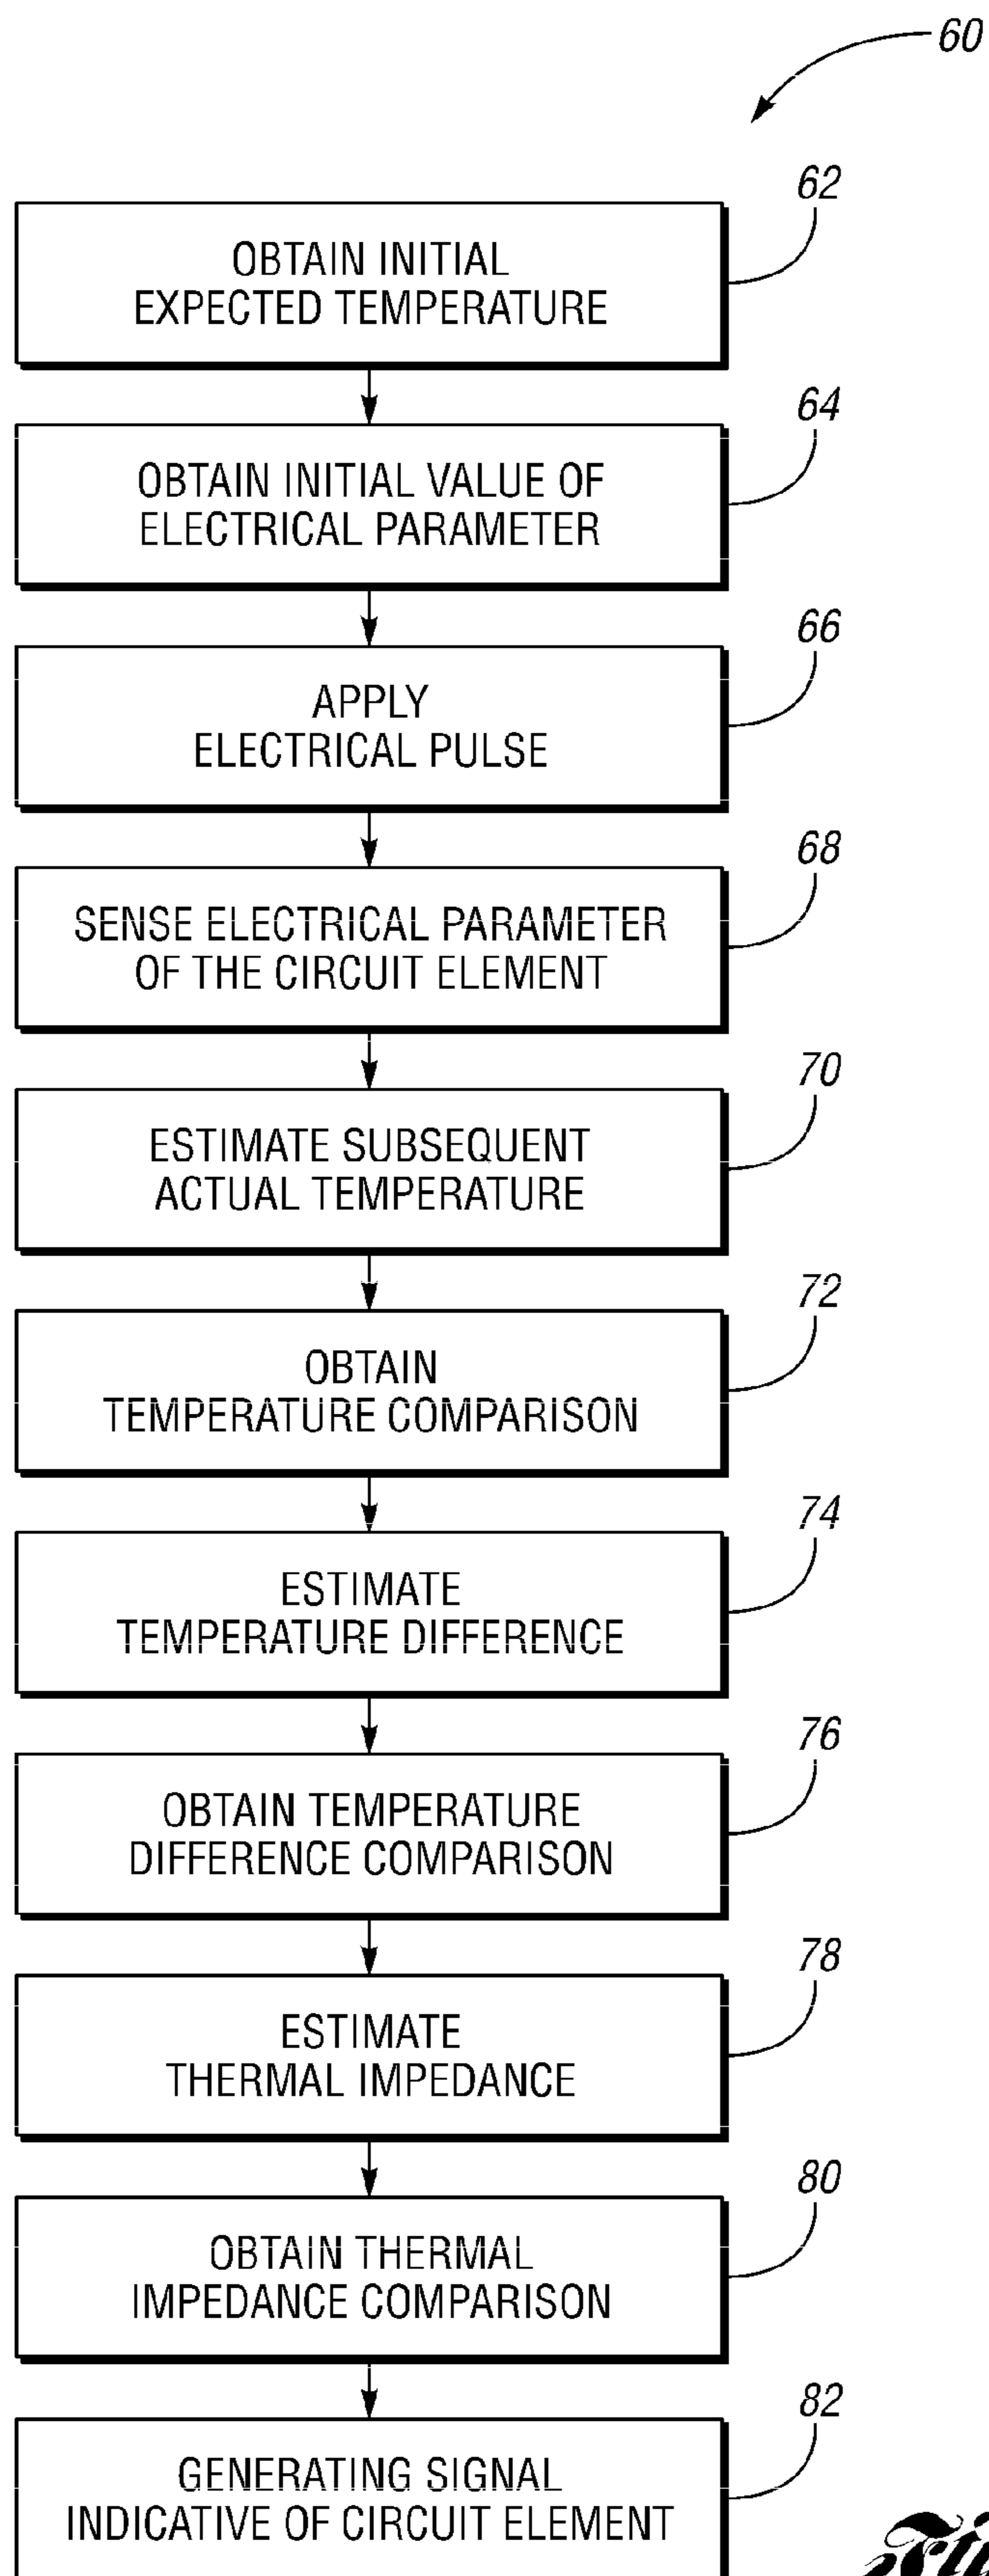 60
62
OBTAIN INITIAL
EXPECTED TEMPERATURE
64
OBTAIN INITIAL VALUE OF
ELECTRICAL PARAMETER
66
APPLY
ELECTRICAL PULSE
68
SENSE ELECTRICAL PARAMETER
OF THE CIRCUIT ELEMENT
70
ESTIMATE SUBSEQUENT
ACTUAL TEMPERATURE
72
OBTAIN
TEMPERATURE COMPARISON
74
ESTIMATE
TEMPERATURE DIFFERENCE
76
OBTAIN TEMPERATURE
DIFFERENCE COMPARISON
78
ESTIMATE
THERMAL IMPEDANCE
80
OBTAIN THERMAL
IMPEDANCE COMPARISON
82
GENERATING SIGNAL
INDICATIVE OF CIRCUIT ELEMENT